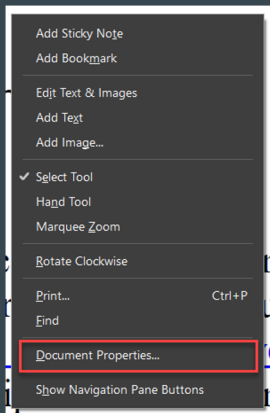 Add Sticky Note
Add Bookmark
Edit Text & Images
Add Text
Add Image...
Select Tool
Hand Tool
Marquee Zoom
Rotate Clockwise
Print... Ctrl+P
Find
Document Properties...
Show Navigation Pane Buttons